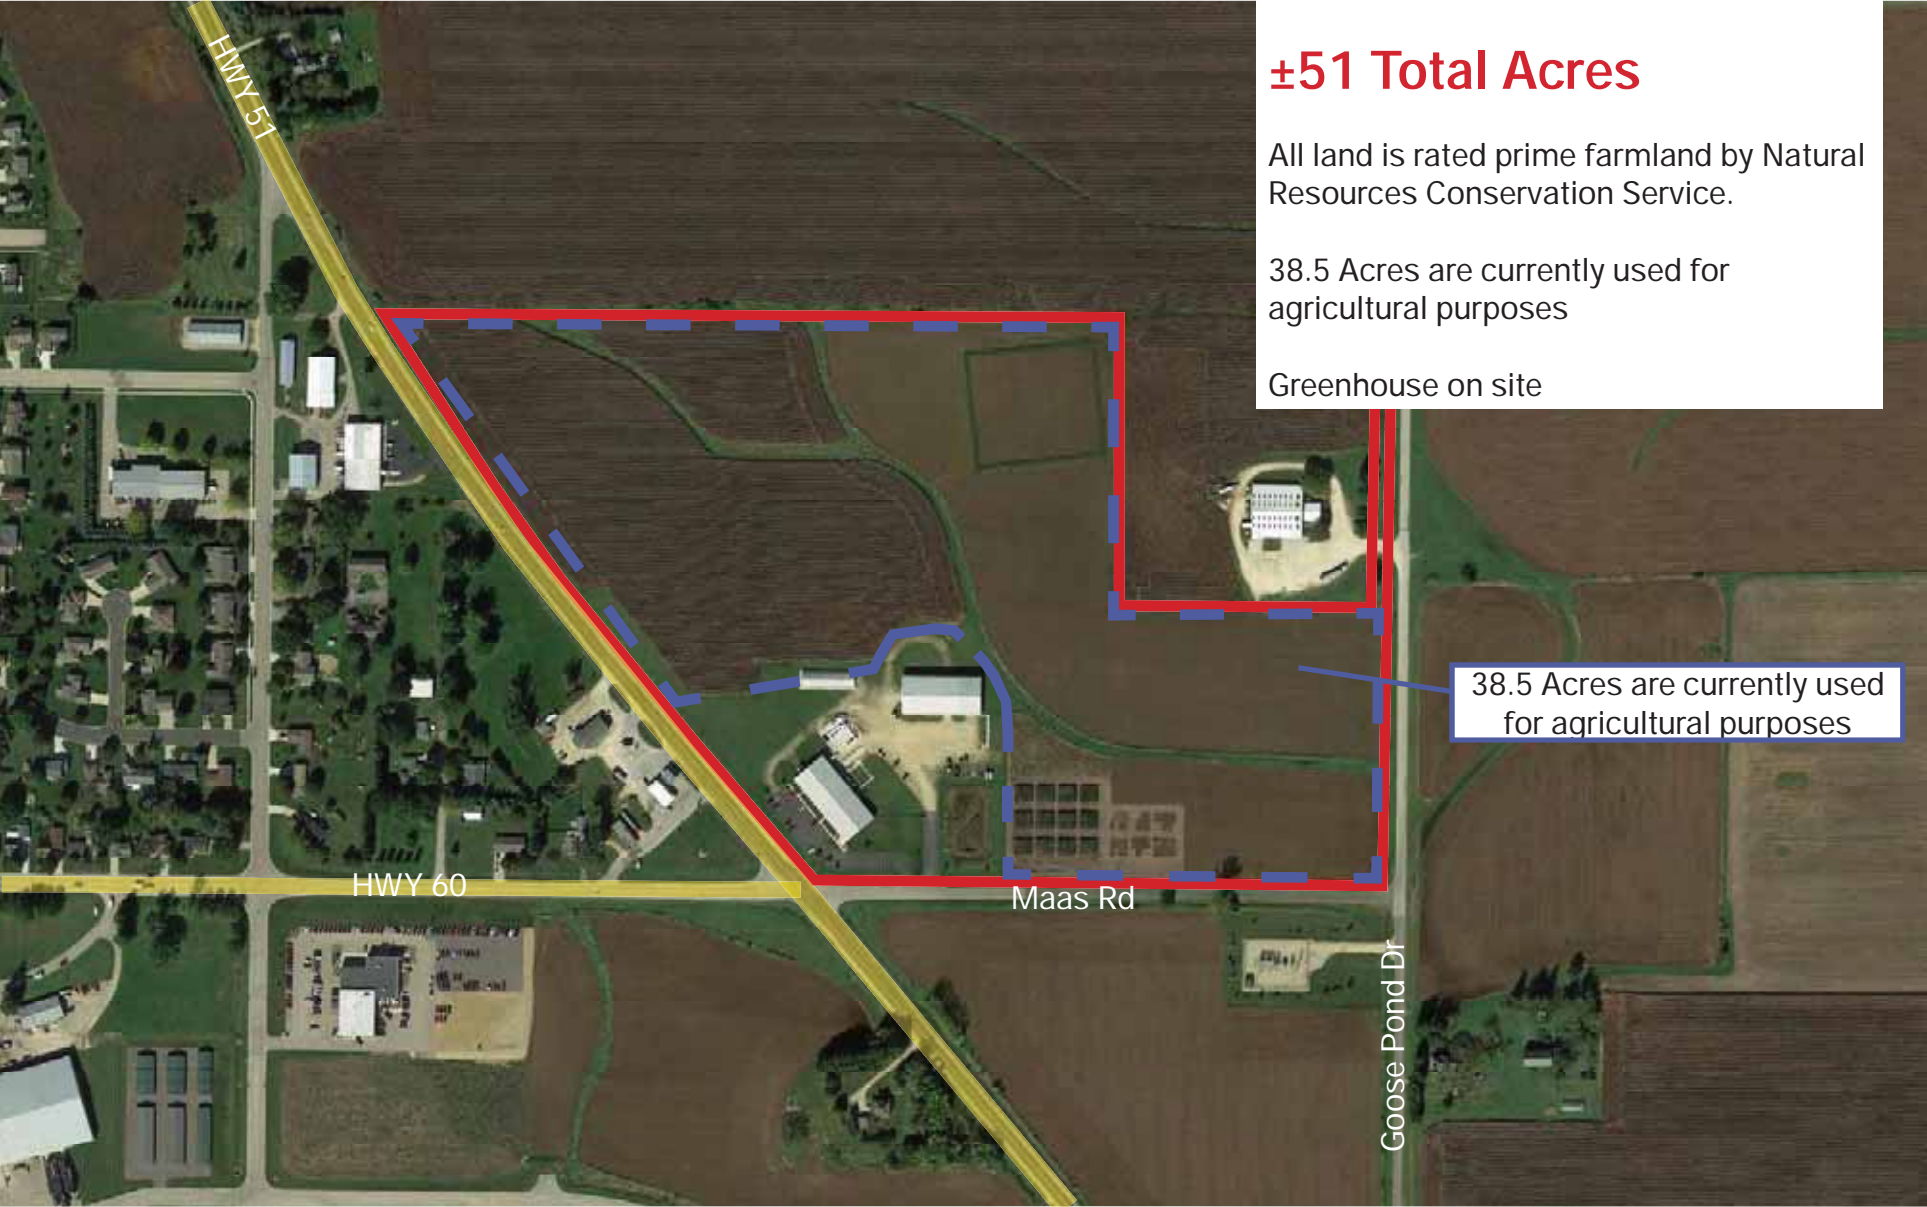 HWY 51
±51 Total Acres
All land is rated prime farmland by Natural
Resources Conservation Service.
38.5 Acres are currently used for
agricultural purposes
Greenhouse on site
38.5 Acres are currently used
for agricultural purposes
HWY 60
Maas Rd
Goose Pond Dr